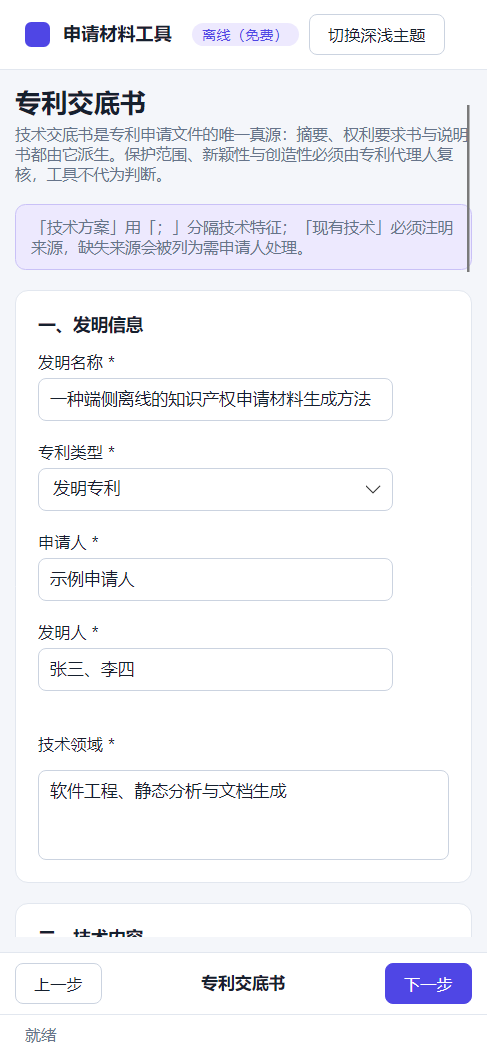 申请材料工具
离线（免费）
切换深浅主题
专利交底书
技术交底书是专利申请文件的唯一真源：摘要、权利要求书与说明
书都由它派生。保护范围、新颖性与创造性必须由专利代理人复
核，工具不代为判断。
「技术方案」用「；」分隔技术特征；「现有技术」必须注明
来源，缺失来源会被列为需申请人处理。
一、发明信息
发明名称 *
一种端侧离线的知识产权申请材料生成方法
专利类型 *
发明专利
申请人 *
示例申请人
发明人 *
张三、李四
技术领域 *
软件工程、静态分析与文档生成
二、技术内容
上一步
专利交底书
下一步
就绪